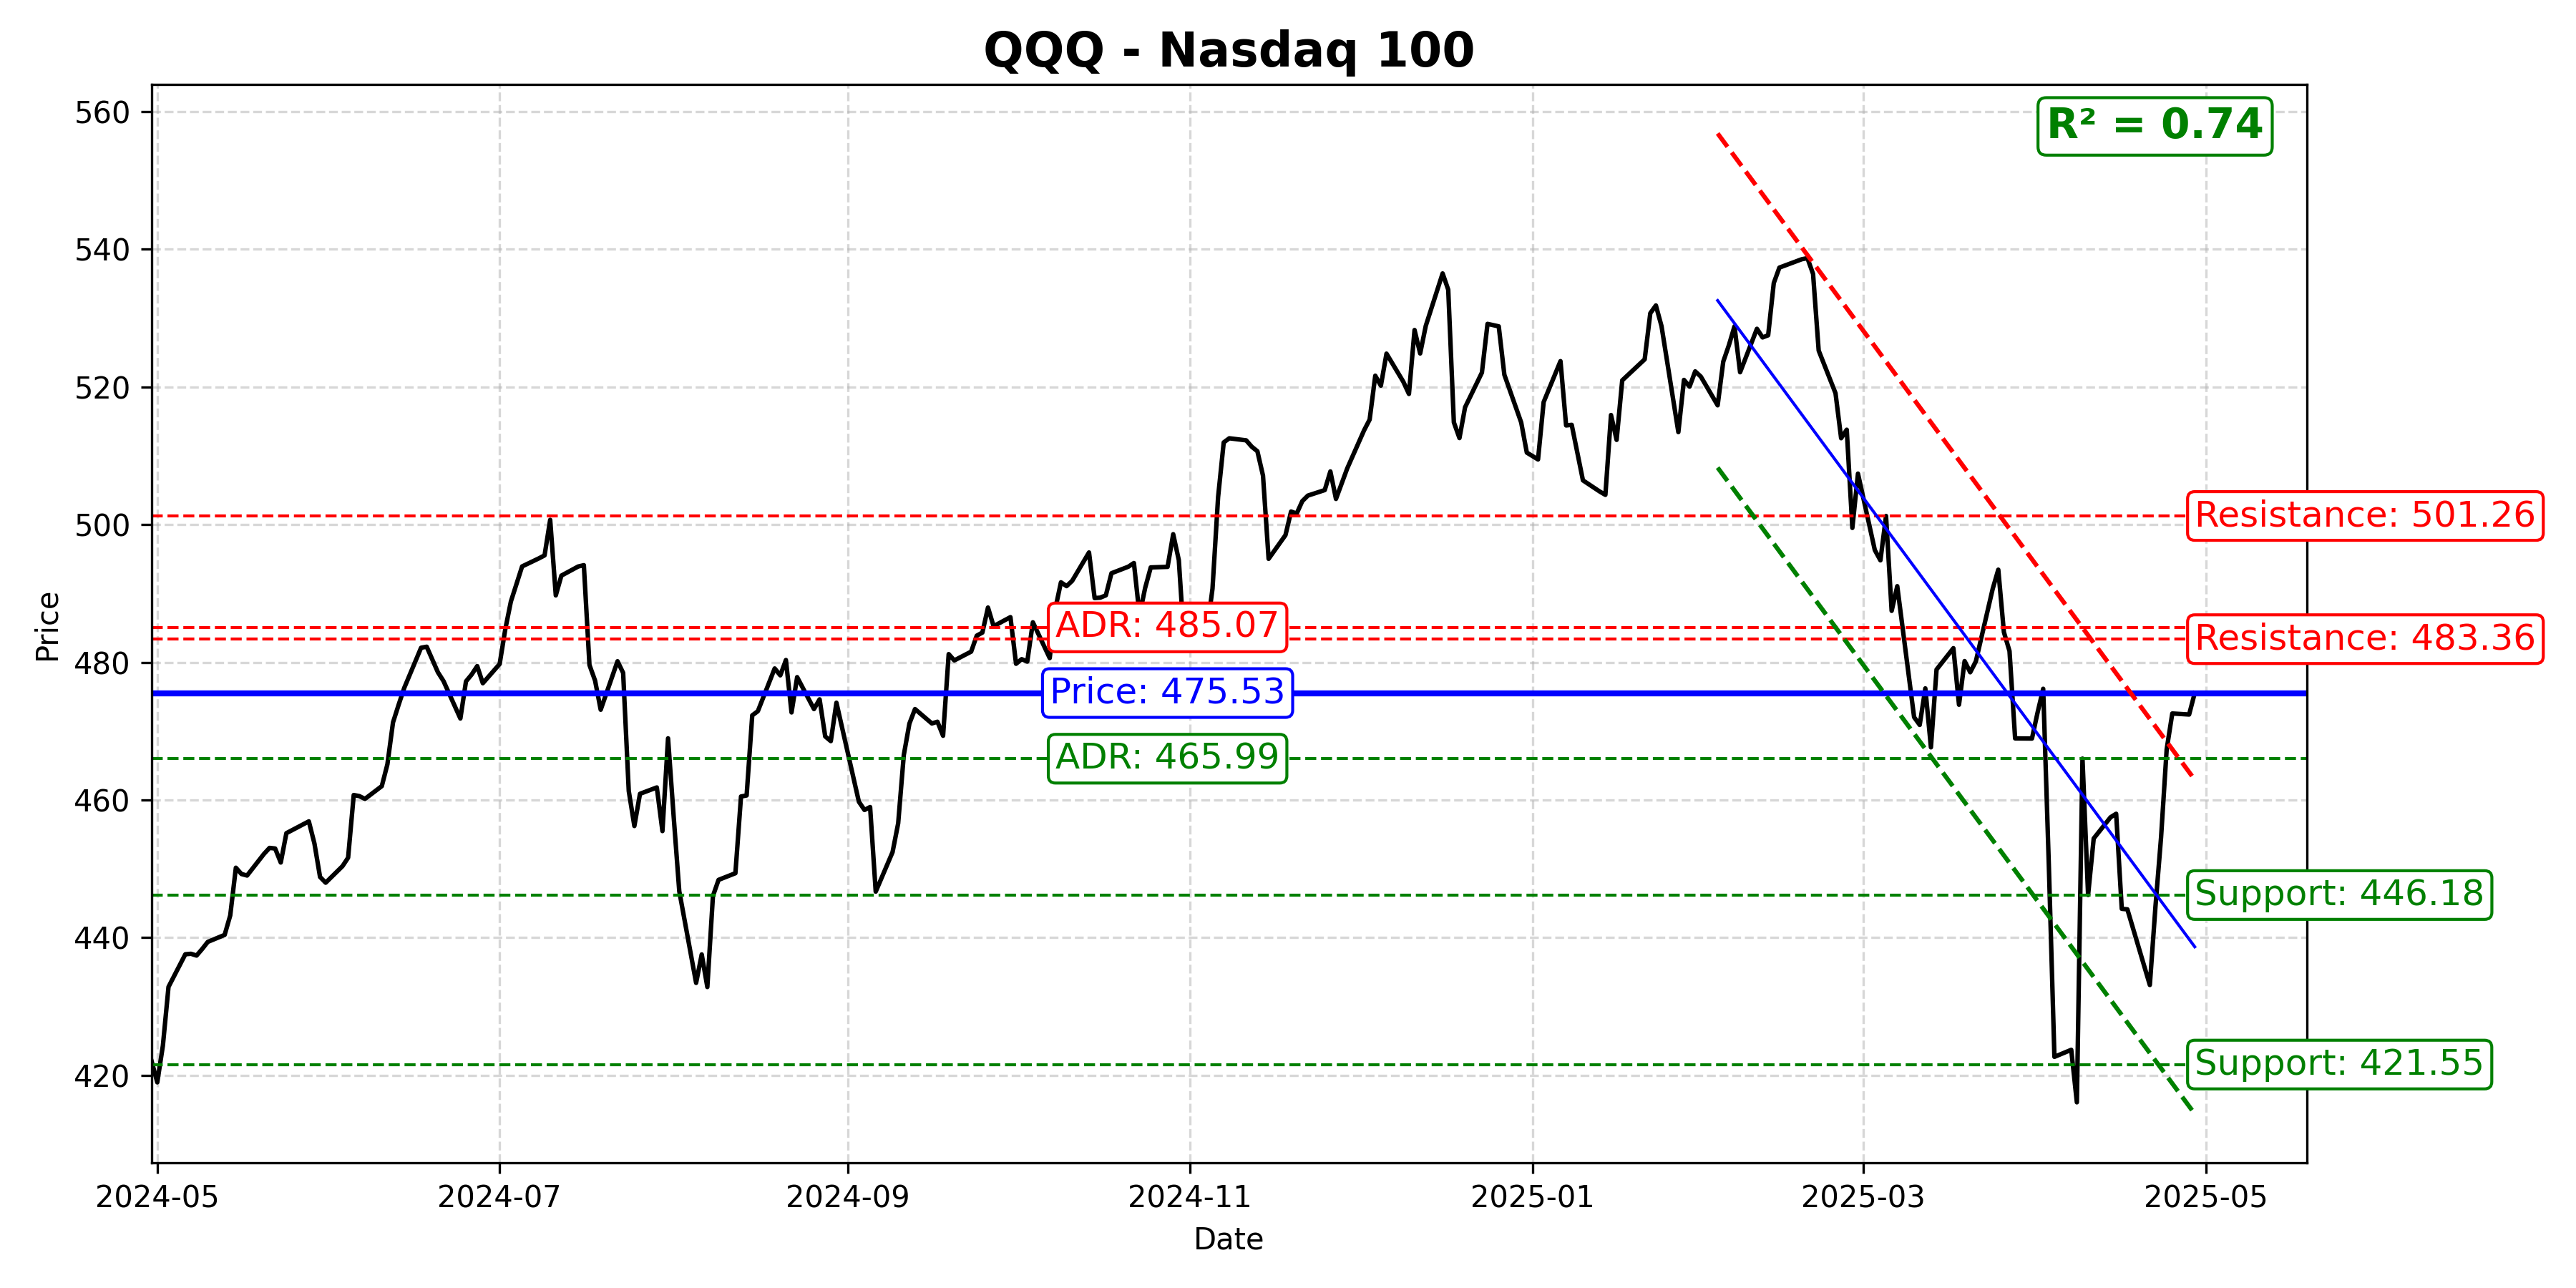 QQQ - Nasdaq 100
R² = 0.74
560
540
520
500
480
460
440
420
Price
Resistance: 501.26
ADR: 485.07
Resistance: 483.36
Price: 475.53
ADR: 465.99
Support: 446.18
Support: 421.55
2024-05
2024-07
2024-09
2024-11
2025-01
2025-03
2025-05
Date